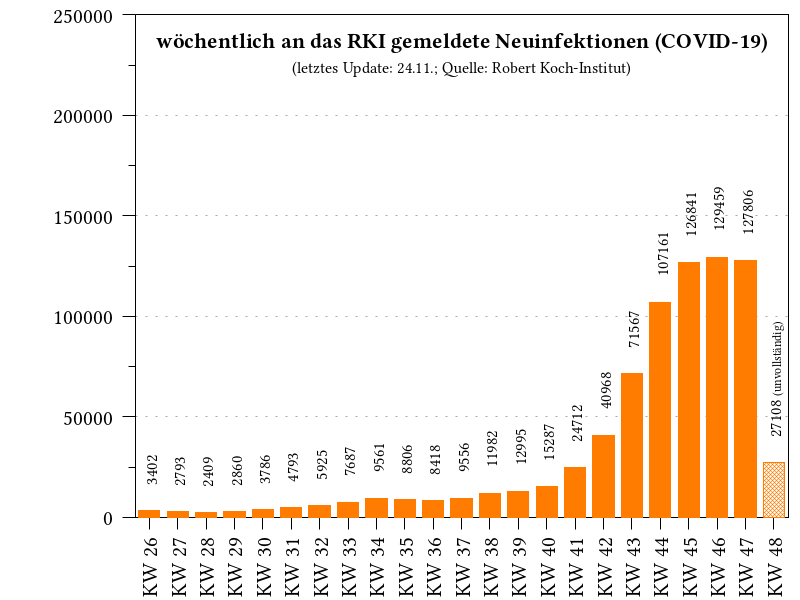 wöchentlich an das RKI gemeldete Neuinfektionen (COVID-19)
(letztes Update: 24.11.; Quelle: Robert Koch-Institut)
250000
200000
150000
100000
50000
0
3402
2793
2409
2860
3786
4793
5925
7687
9561
8806
8418
9556
11982
12995
15287
24712
40968
71567
107161
126841
129459
127806
27108 (unvollständig)
KW 26
KW 27
KW 28
KW 29
KW 30
KW 31
KW 32
KW 33
KW 34
KW 35
KW 36
KW 37
KW 38
KW 39
KW 40
KW 41
KW 42
KW 43
KW 44
KW 45
KW 46
KW 47
KW 48